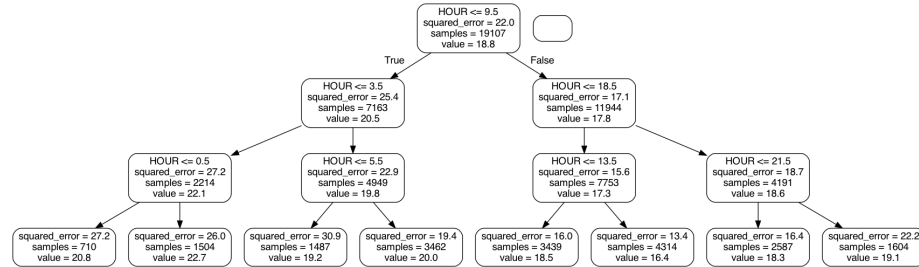 HOUR <= 9.5
squared_error = 22.0
samples = 19107
value = 18.8
True
False
HOUR <= 3.5
squared_error = 25.4
samples = 7163
value = 20.5
HOUR <= 18.5
squared_error = 17.1
samples = 11944
value = 17.8
HOUR <= 0.5
squared_error = 27.2
samples = 2214
value = 22.1
HOUR <= 5.5
squared_error = 22.9
samples = 4949
value = 19.8
HOUR <= 13.5
squared_error = 15.6
samples = 7753
value = 17.3
HOUR <= 21.5
squared_error = 18.7
samples = 4191
value = 18.6
squared_error = 27.2
samples = 710
value = 20.8
squared_error = 26.0
samples = 1504
value = 22.7
squared_error = 30.9
samples = 1487
value = 19.2
squared_error = 19.4
samples = 3462
value = 20.0
squared_error = 16.0
samples = 3439
value = 18.5
squared_error = 13.4
samples = 4314
value = 16.4
squared_error = 16.4
samples = 2587
value = 18.3
squared_error = 22.2
samples = 1604
value = 19.1